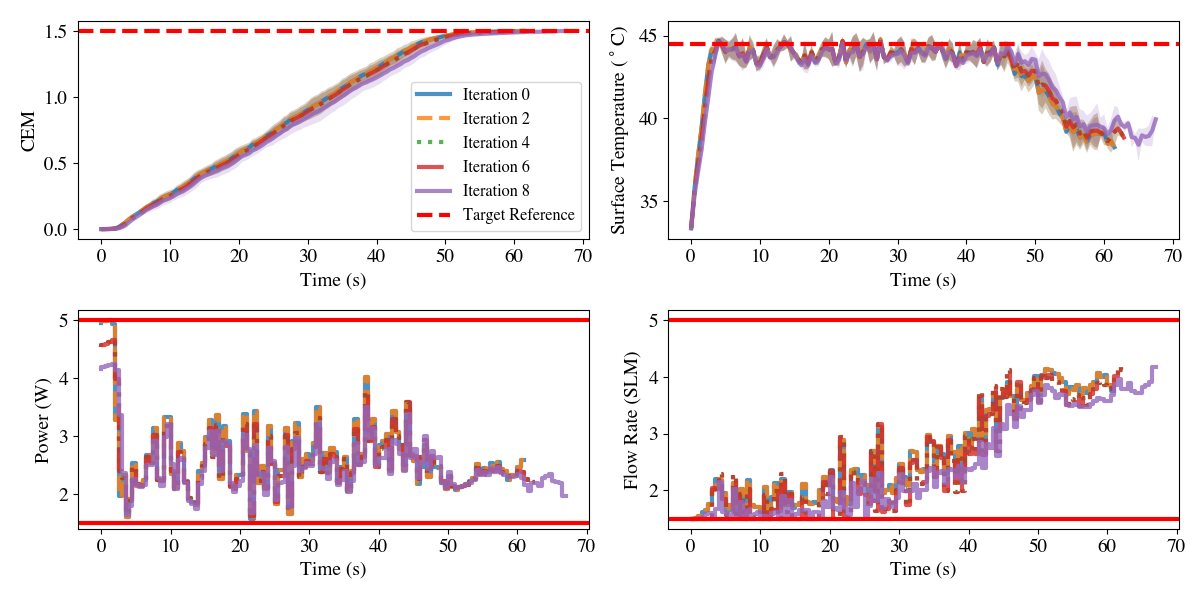 CEM
1.5
1.0
0.5
0.0
0 10 20 30 40 50 60 70
Time (s)
Iteration 0
Iteration 2
Iteration 4
Iteration 6
Iteration 8
Target Reference
Surface Temperature (°C)
45
40
35
0 10 20 30 40 50 60 70
Time (s)
Power (W)
5
4
3
2
0 10 20 30 40 50 60 70
Time (s)
Flow Rate (SLM)
5
4
3
2
0 10 20 30 40 50 60 70
Time (s)